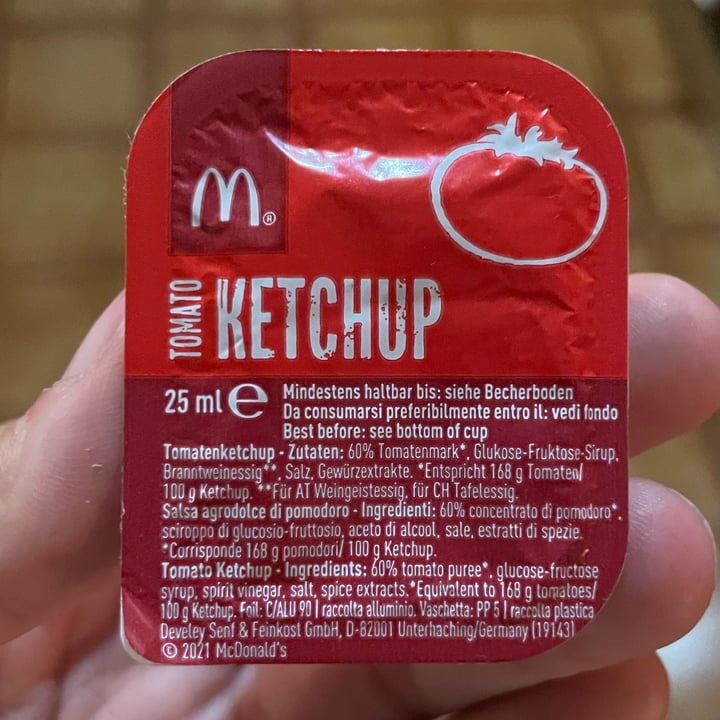 M®
TOMATO KETCHUP
25 ml ℮
Mindestens haltbar bis: siehe Becherboden
Da consumarsi preferibilmente entro il: vedi fondo
Best before: see bottom of cup
Tomatenketchup - Zutaten: 60% Tomatenmark*, Glukose-Fruktose-Sirup,
Branntweinessig**, Salz, Gewürzextrakte. *Entspricht 168 g Tomaten/
100 g Ketchup. **Für AT Weingeistessig, für CH Tafelessig.
Salsa agrodolce di pomodoro - Ingredienti: 60% concentrato di pomodoro*,
sciroppo di glucosio-fruttosio, aceto di alcool, sale, estratti di spezie.
*Corrisponde 168 g pomodori/ 100 g Ketchup.
Tomato Ketchup - Ingredients: 60% tomato puree*, glucose-fructose
syrup, spirit vinegar, salt, spice extracts.*Equivalent to 168 g tomatoes/
100 g Ketchup. Foil: C/ALU 90 | raccolta alluminio. Vaschetta: PP 5 | raccolta plastica
Develey Senf & Feinkost GmbH, D-82001 Unterhaching/Germany (19143)
© 2021 McDonald's